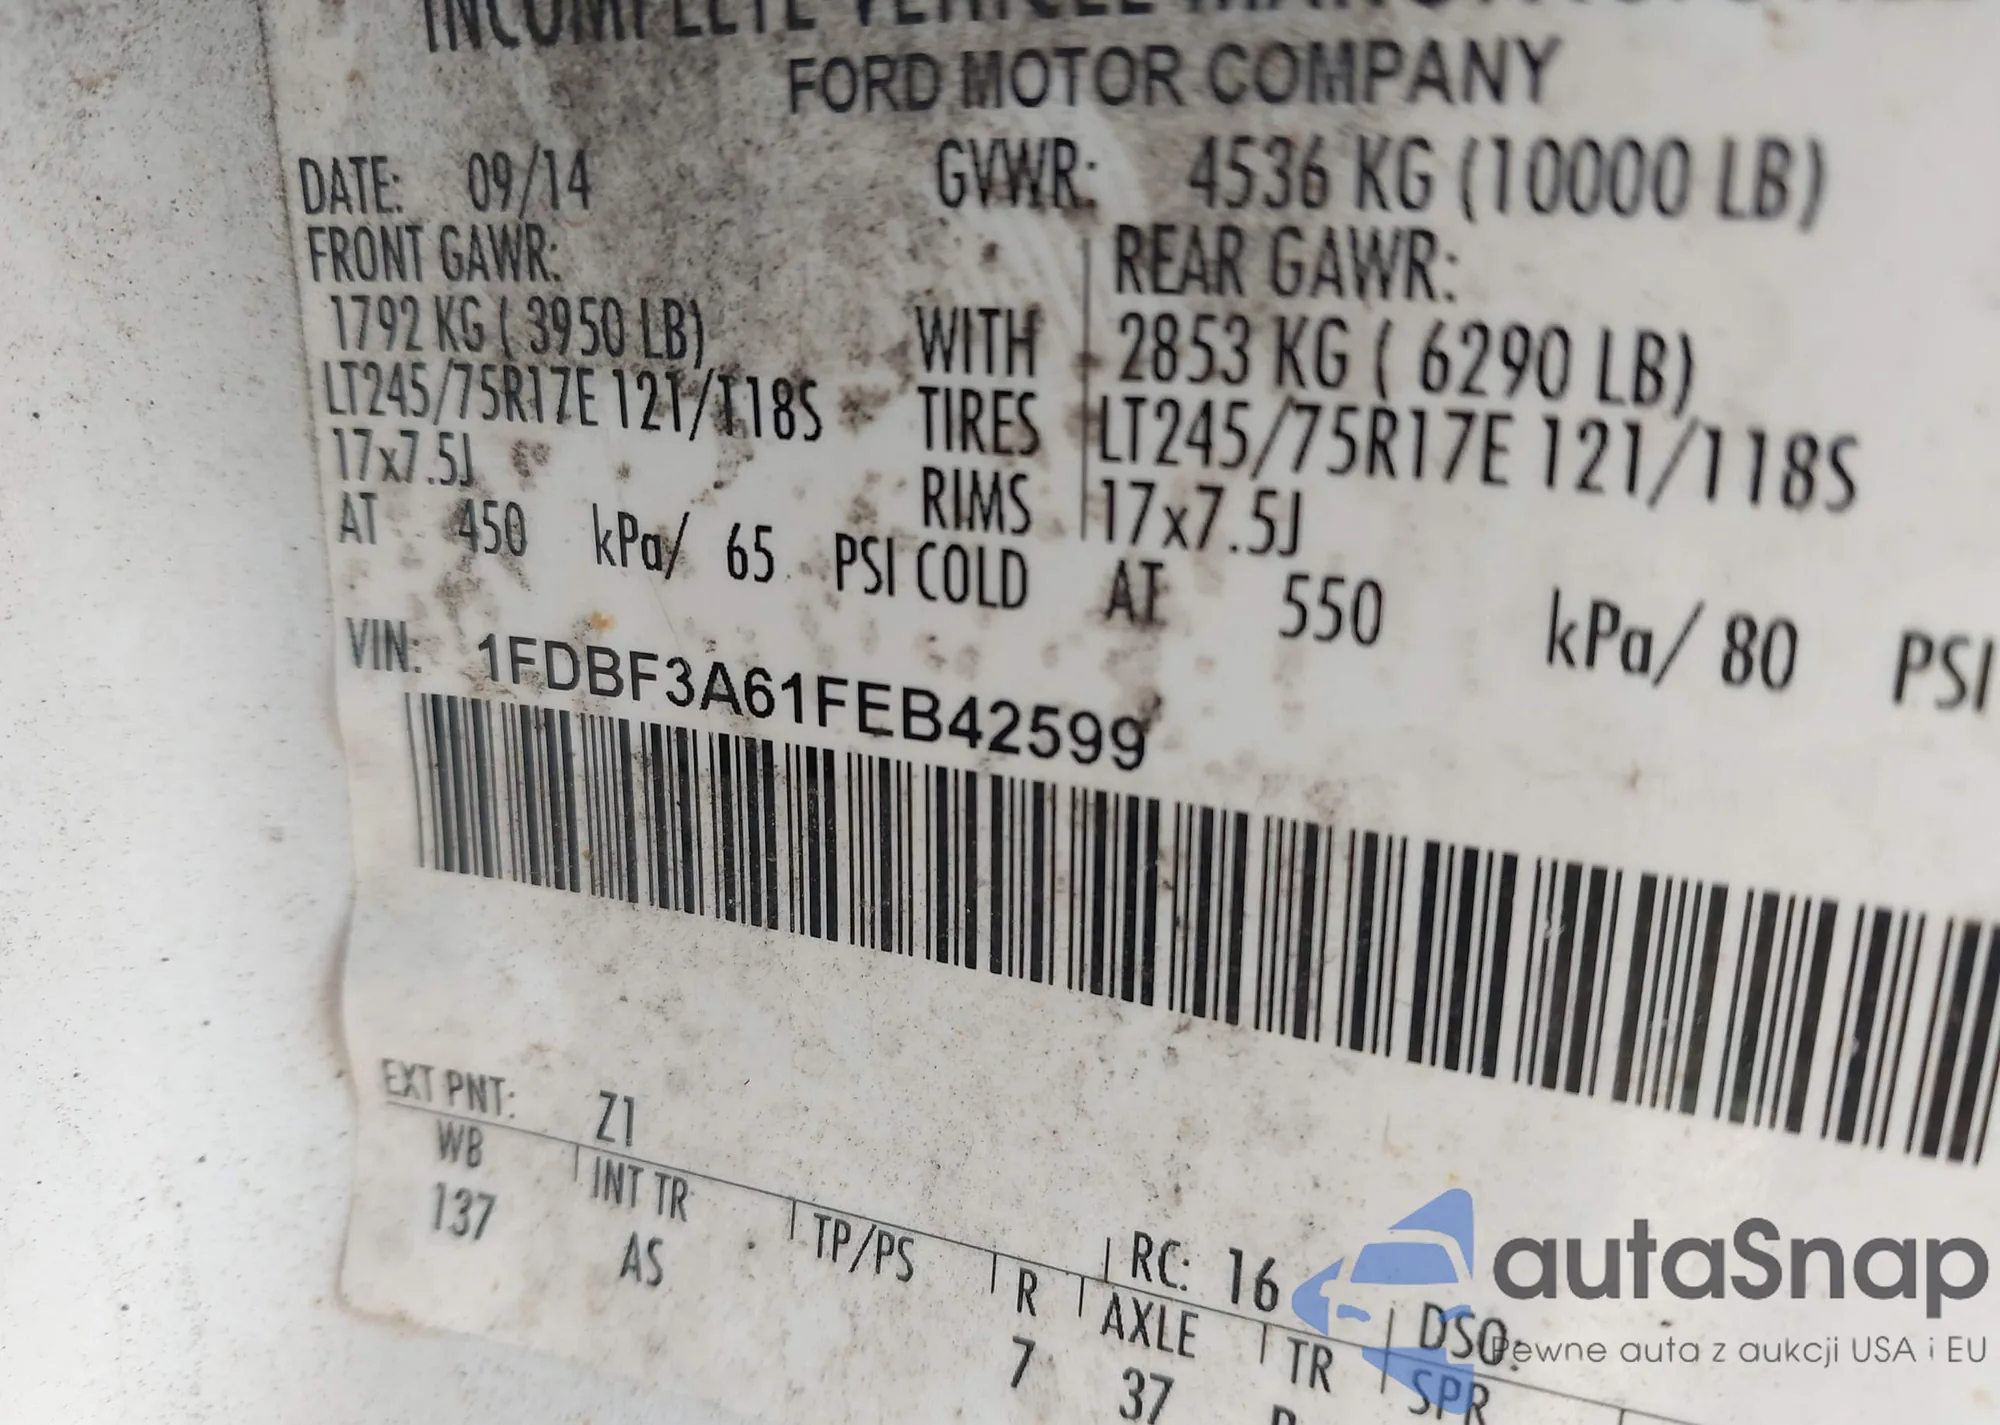 INCOMPLETE VEHICLE
FORD MOTOR COMPANY
DATE: 09/14 GVWR: 4536 KG (10000 LB)
FRONT GAWR: REAR GAWR:
1792 KG ( 3950 LB) WITH 2853 KG ( 6290 LB)
LT245/75R17E 121/118S TIRES LT245/75R17E 121/118S
17x7.5J RIMS 17x7.5J
AT 450 kPa/ 65 PSI COLD AT 550 kPa/ 80 PSI
VIN: 1FDBF3A61FEB42599
EXT PNT: Z1 RC: 16 DSO:
WB INT TR TP/PS R AXLE TR SPR
137 AS 7 37
autaSnap
Pewne auta z aukcji USA i EU